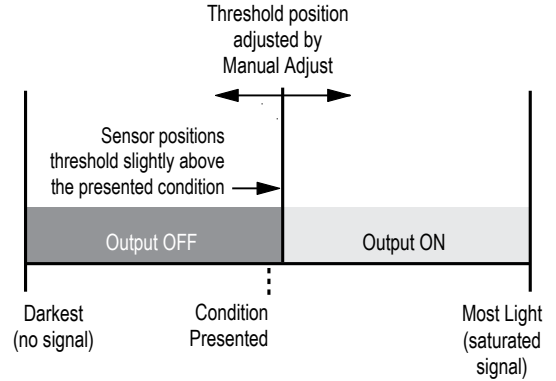 Threshold position
adjusted by
Manual Adjust
Sensor positions
threshold slightly above
the presented condition
Output OFF
Output ON
Darkest
(no signal)
Condition
Presented
Most Light
(saturated
signal)